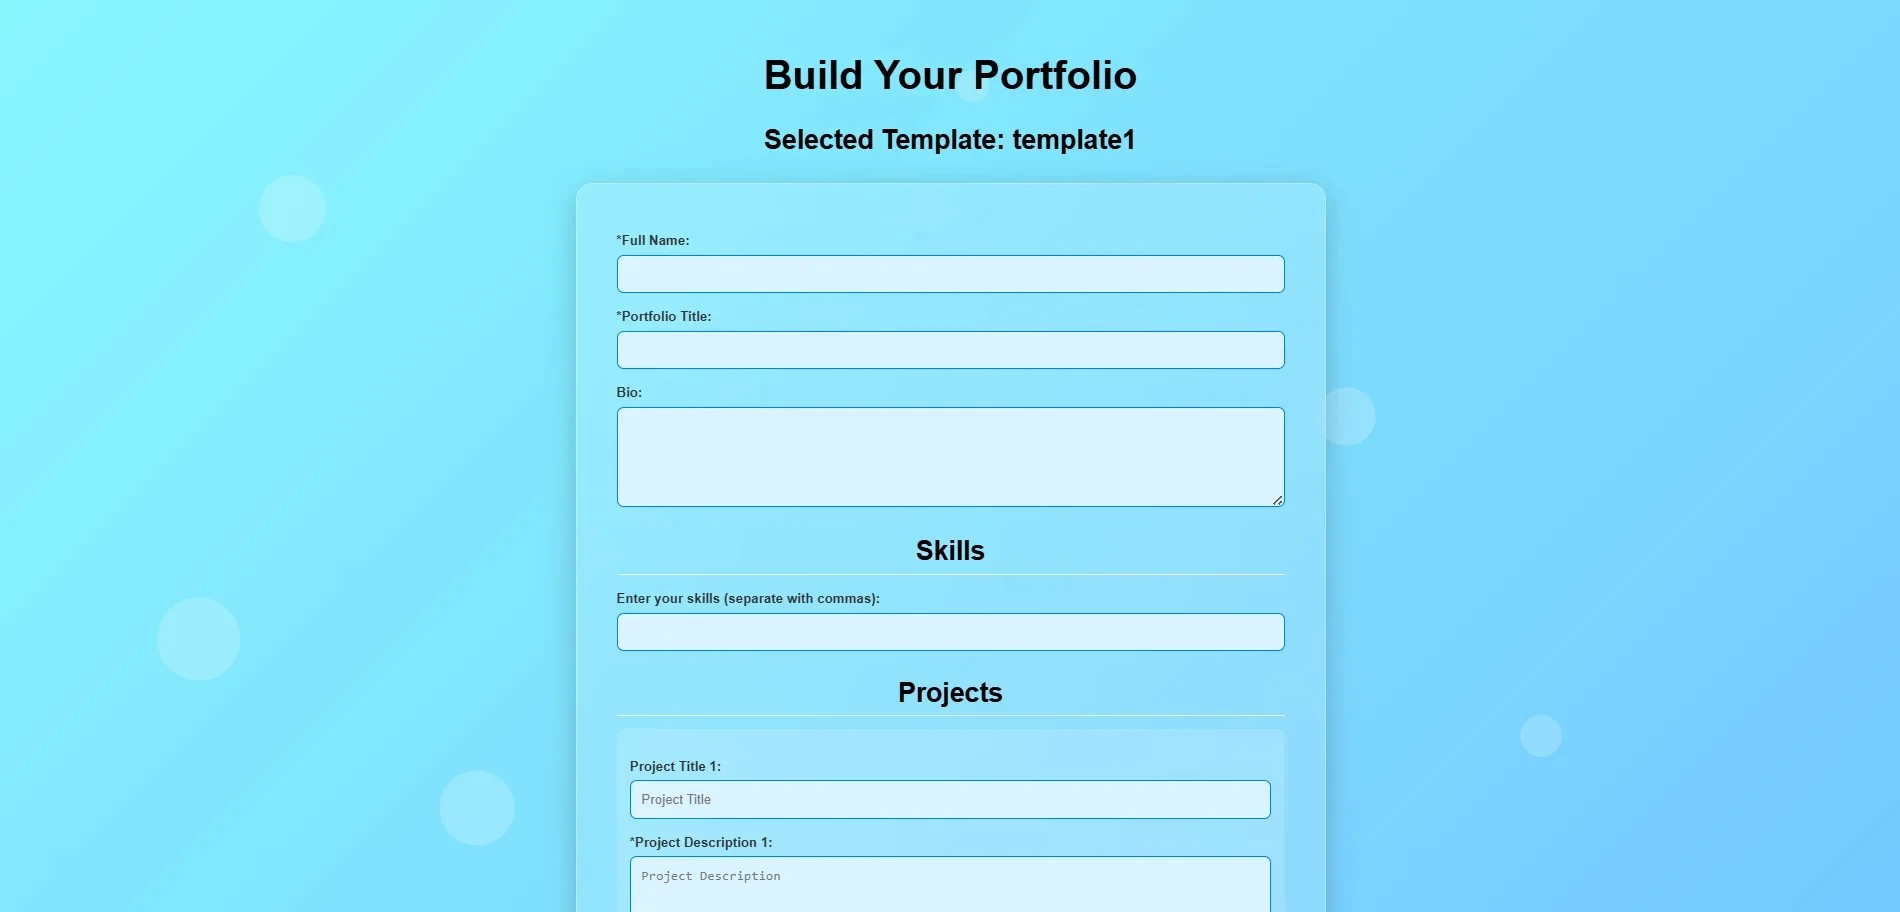 Build Your Portfolio
Selected Template: template1
*Full Name:
*Portfolio Title:
Bio:
Skills
Enter your skills (separate with commas):
Projects
Project Title 1:
Project Title
*Project Description 1:
Project Description